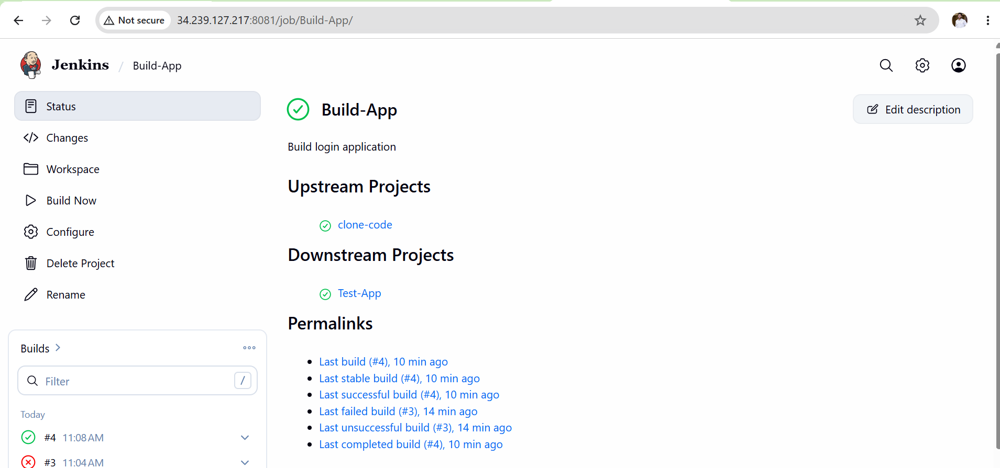 Not secure 34.239.127.217:8081/job/Build-App/
Jenkins / Build-App
Status
Changes
Workspace
Build Now
Configure
Delete Project
Rename
Builds
Filter /
Today
#4 11:08 AM
#3 11:04 AM
Build-App
Edit description
Build login application
Upstream Projects
clone-code
Downstream Projects
Test-App
Permalinks
Last build (#4), 10 min ago
Last stable build (#4), 10 min ago
Last successful build (#4), 10 min ago
Last failed build (#3), 14 min ago
Last unsuccessful build (#3), 14 min ago
Last completed build (#4), 10 min ago